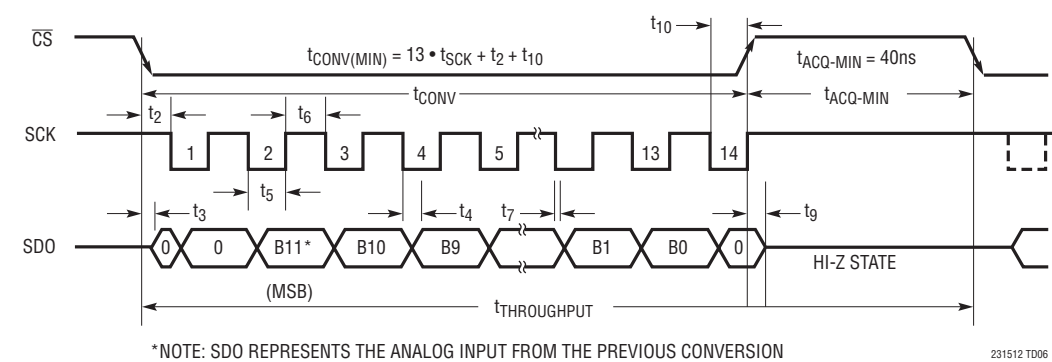 t10
CS
tCONV(MIN) = 13 • tSCK + t2 + t10
tACQ-MIN = 40ns
tCONV
tACQ-MIN
t2
t6
SCK
1
2
3
4
5
13
14
t5
t3
t4
t7
t9
SDO
0
0
B11*
B10
B9
B1
B0
0
HI-Z STATE
(MSB)
tTHROUGHPUT
*NOTE: SDO REPRESENTS THE ANALOG INPUT FROM THE PREVIOUS CONVERSION
231512 TD06